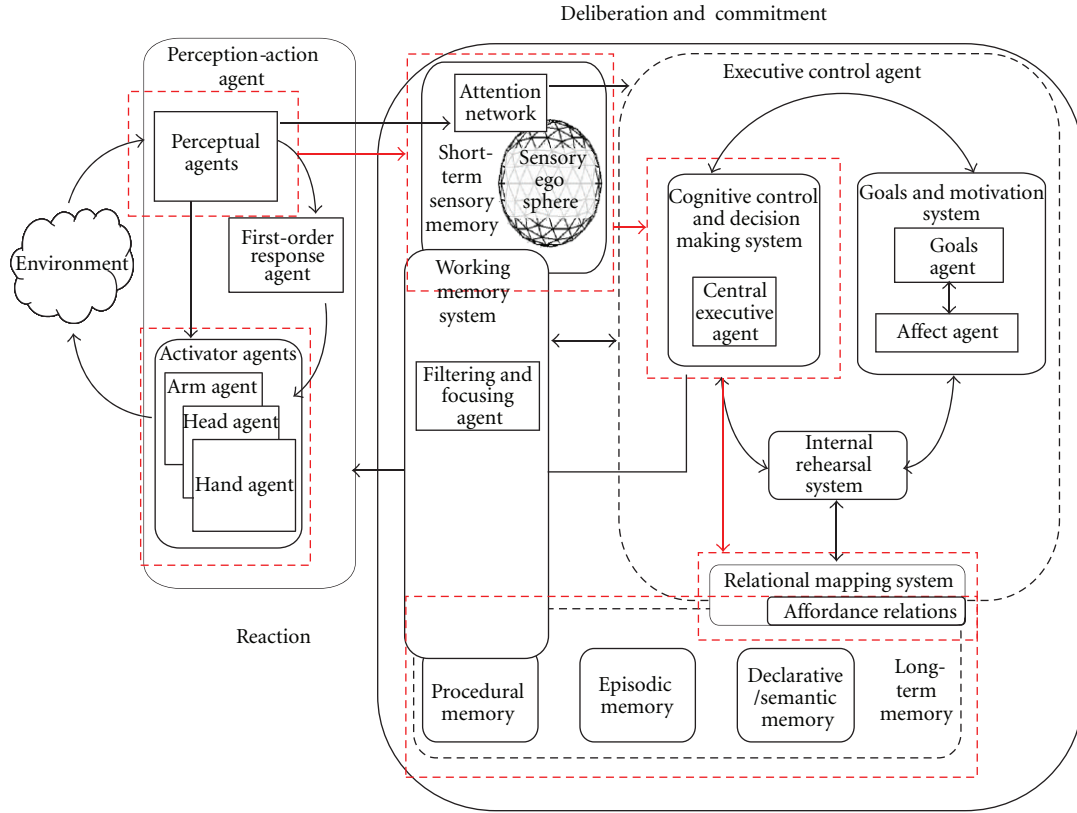 Deliberation and commitment
Perception-action
agent
Executive control agent
Attention
network
Perceptual
agents
Short-
term
sensory
memory
Sensory
ego
sphere
Cognitive control
and decision
making system
Goals and motivation
system
First-order
response
agent
Goals
agent
Environment
Working
memory
system
Central
executive
agent
Affect agent
Activator agents
Arm agent
Head agent
Hand agent
Filtering and
focusing
agent
Internal
rehearsal
system
Relational mapping system
Affordance relations
Reaction
Procedural
memory
Episodic
memory
Declarative
/semantic
memory
Long-
term
memory